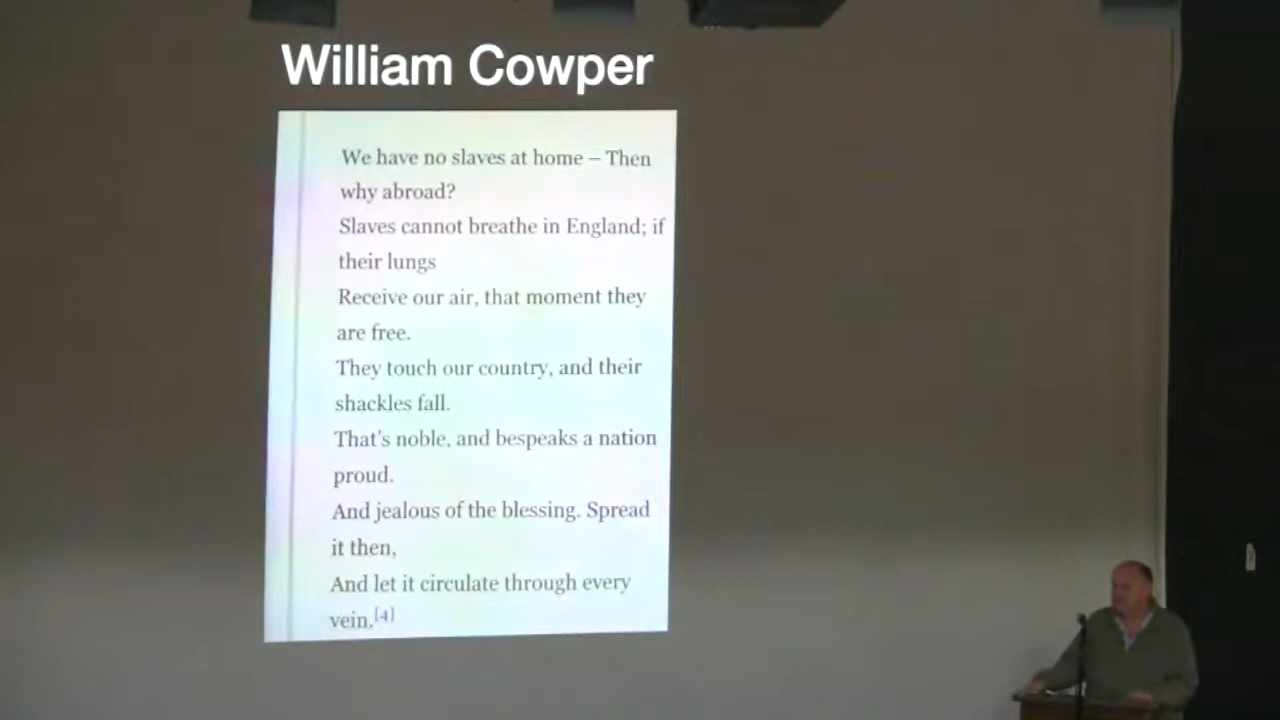 William Cowper
We have no slaves at home – Then
why abroad?
Slaves cannot breathe in England; if
their lungs
Receive our air, that moment they
are free.
They touch our country, and their
shackles fall.
That's noble, and bespeaks a nation
proud.
And jealous of the blessing. Spread
it then,
And let it circulate through every
vein.[4]